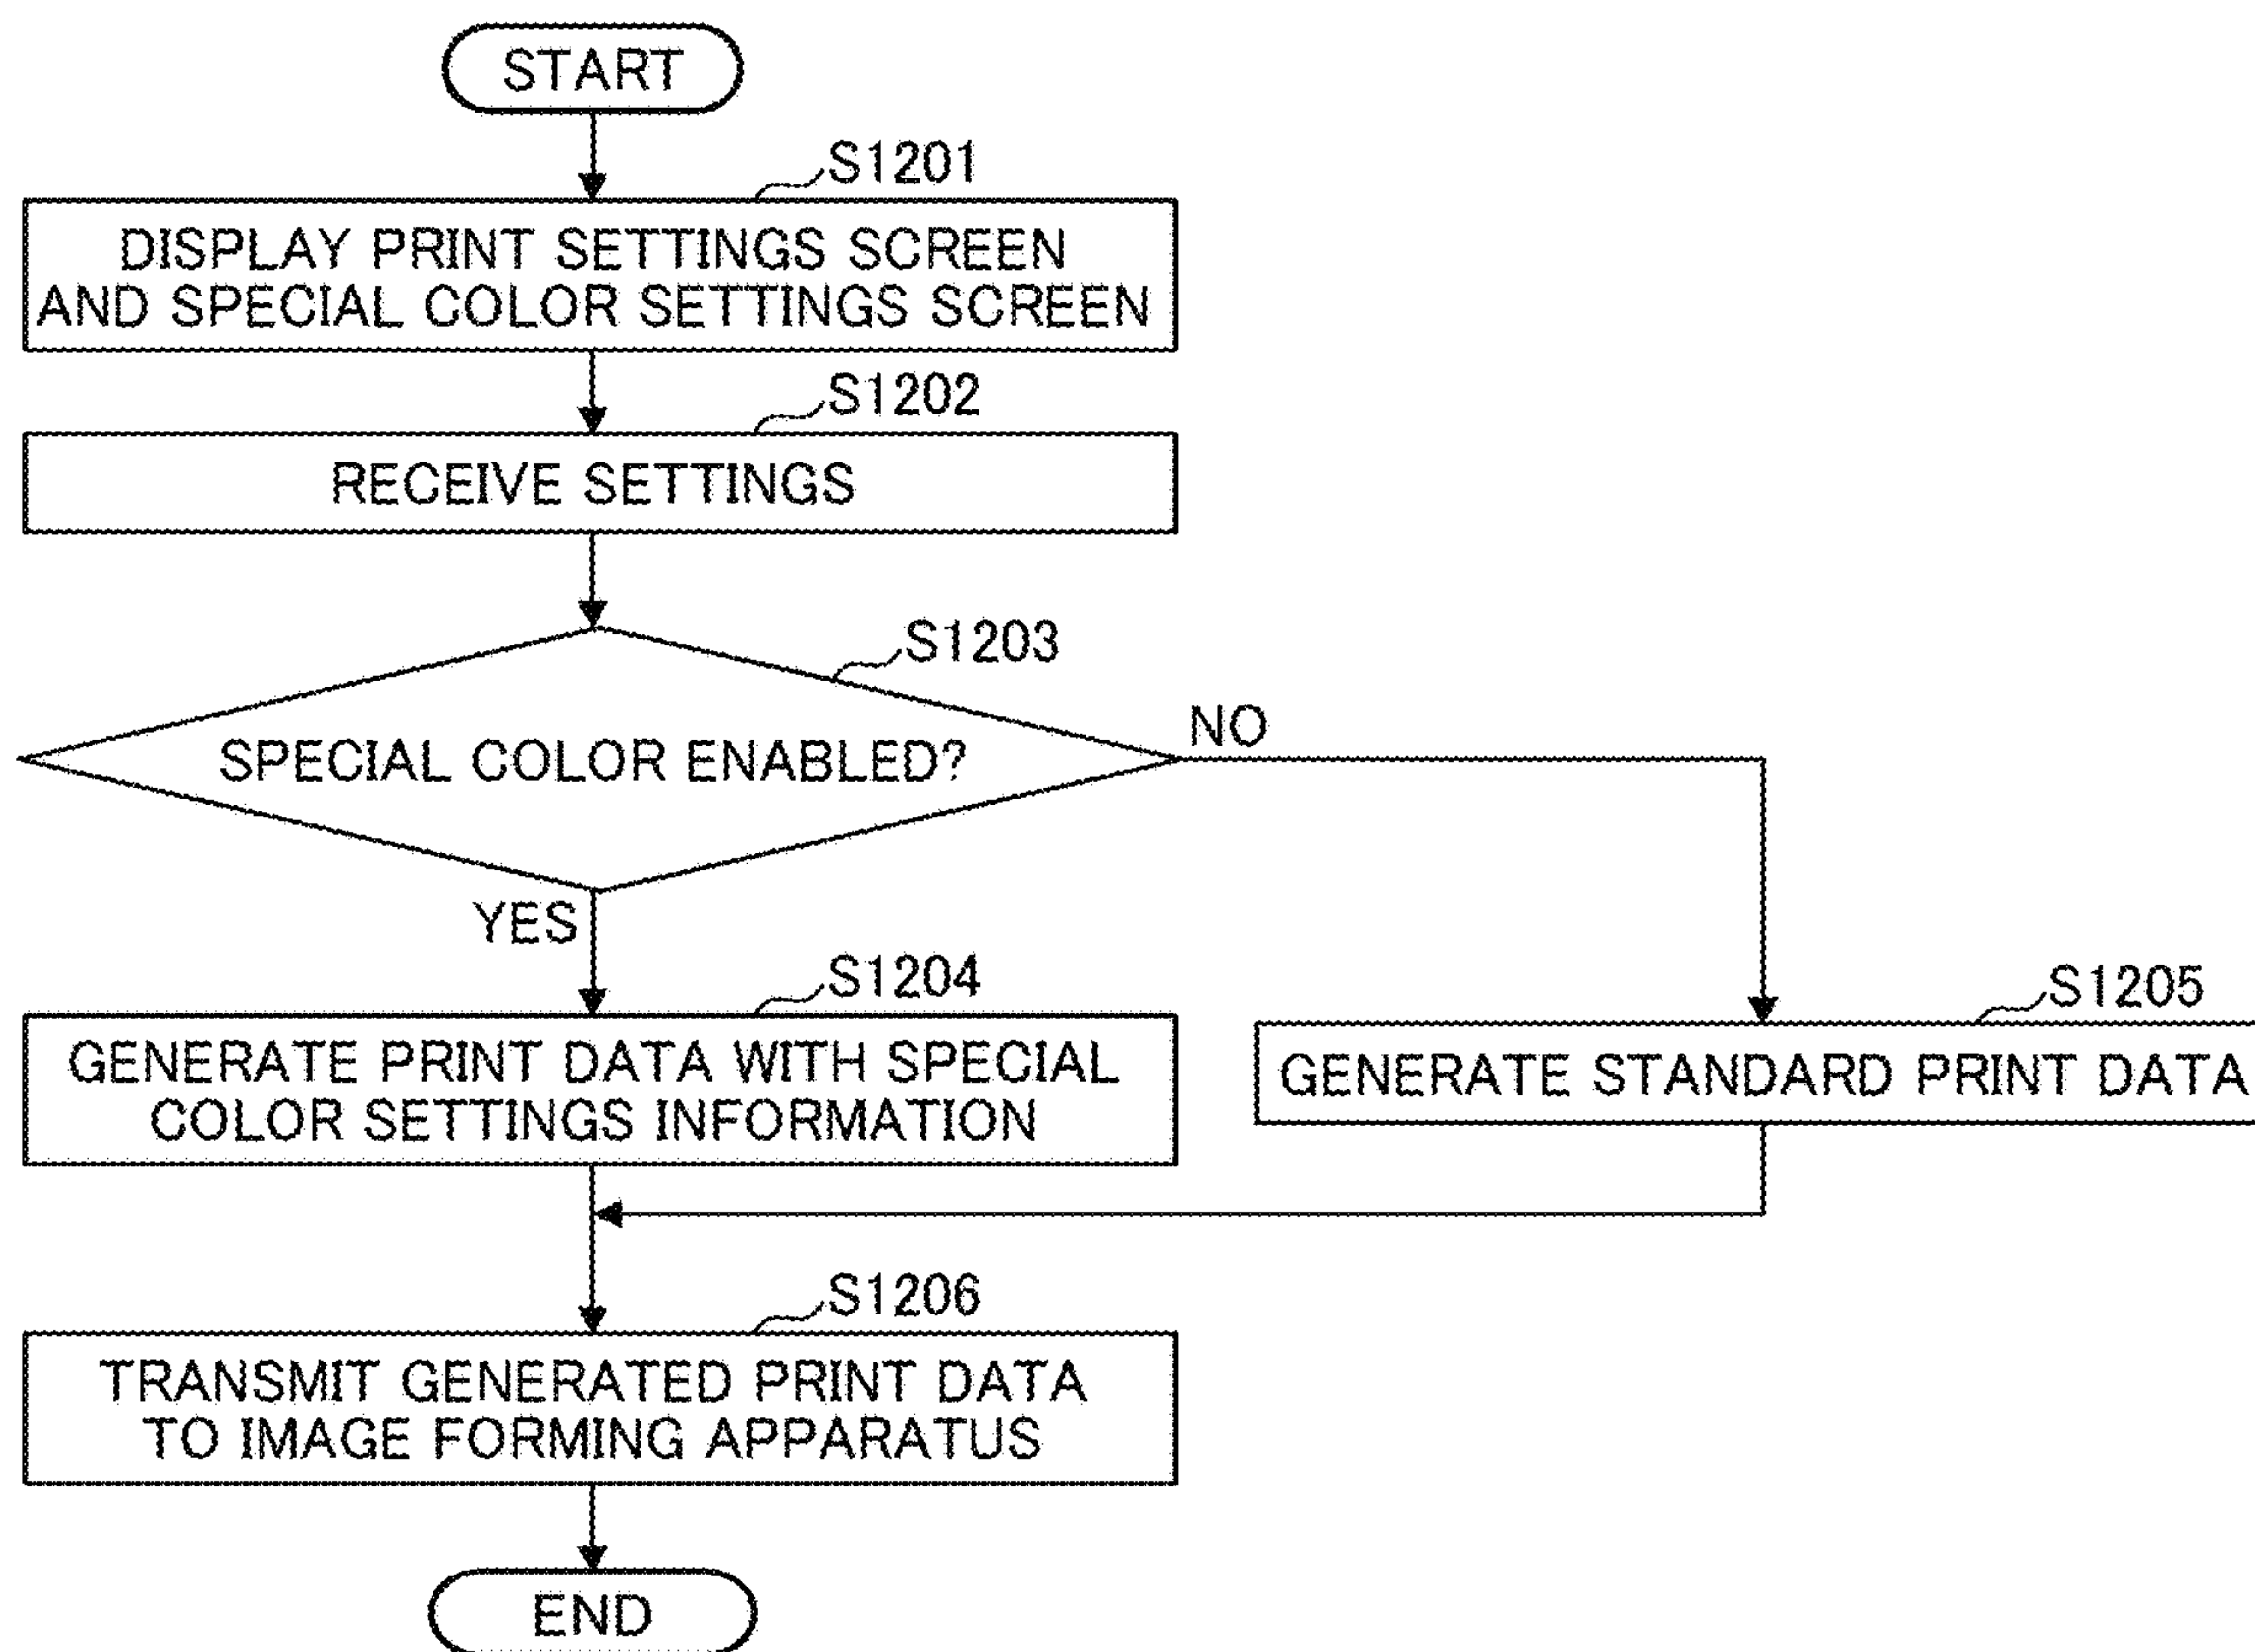 START
S1201
DISPLAY PRINT SETTINGS SCREEN
AND SPECIAL COLOR SETTINGS SCREEN
S1202
RECEIVE SETTINGS
S1203
SPECIAL COLOR ENABLED?
NO
YES
S1204
GENERATE PRINT DATA WITH SPECIAL
COLOR SETTINGS INFORMATION
S1205
GENERATE STANDARD PRINT DATA
S1206
TRANSMIT GENERATED PRINT DATA
TO IMAGE FORMING APPARATUS
END